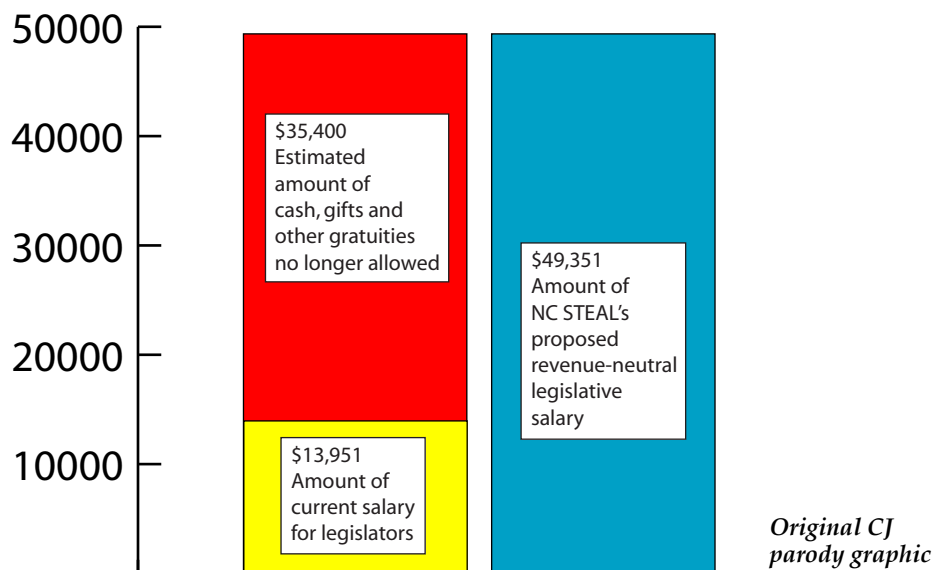 50000
40000
30000
20000
10000
$35,400
Estimated
amount of
cash, gifts and
other gratuities
no longer allowed
$13,951
Amount of
current salary
for legislators
$49,351
Amount of
NC STEAL's
proposed
revenue-neutral
legislative
salary
Original CJ
parody graphic